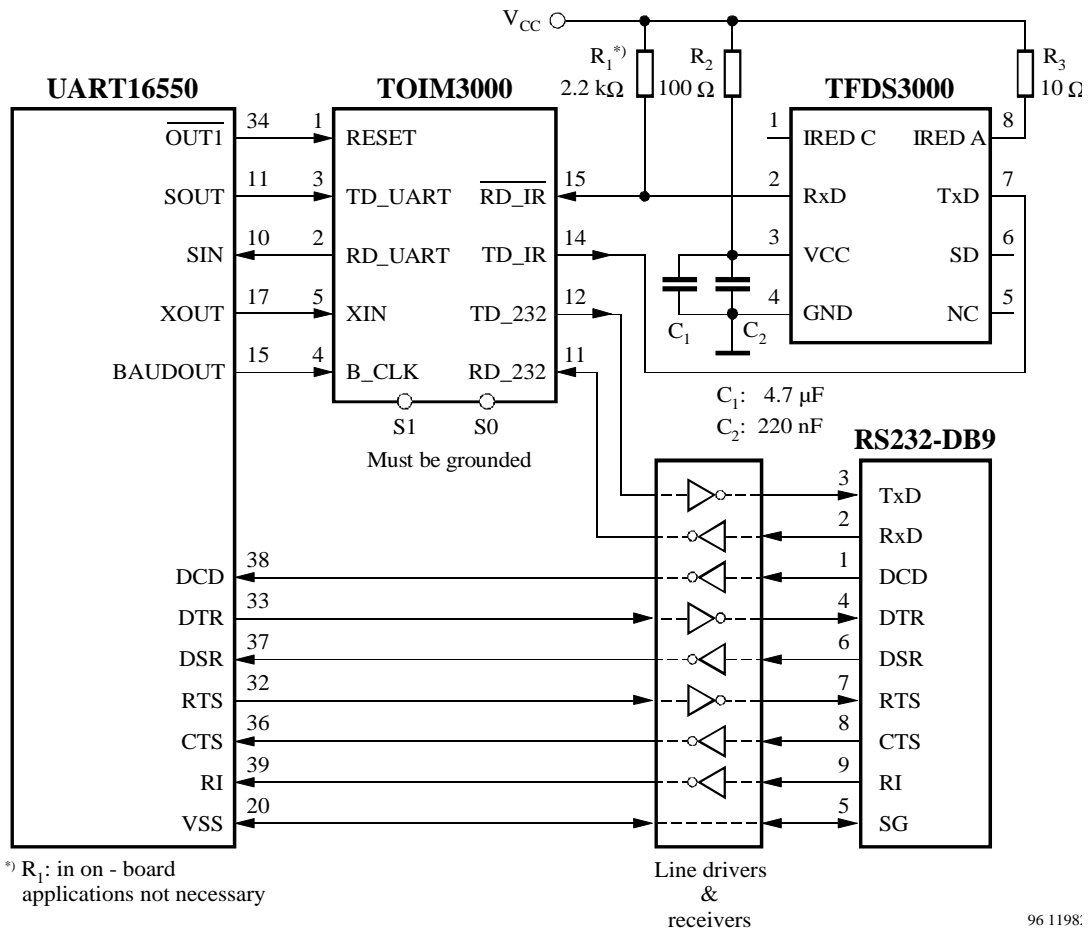 V_CC
R_1 *)
2.2 kΩ
R_2
100 Ω
R_3
10 Ω
UART16550
TOIM3000
TFDS3000
OUT1 34 1 RESET
SOUT 11 3 TD_UART RD_IR 15
SIN 10 2 RD_UART TD_IR 14
XOUT 17 5 XIN TD_232 12
BAUDOUT 15 4 B_CLK RD_232 11
S1 S0
Must be grounded
1 IRED C IRED A 8
2 RxD TxD 7
3 VCC SD 6
4 GND NC 5
C_1 C_2
C_1: 4.7 µF
C_2: 220 nF
RS232-DB9
3 TxD
2 RxD
DCD 38 1 DCD
DTR 33 4 DTR
DSR 37 6 DSR
RTS 32 7 RTS
CTS 36 8 CTS
RI 39 9 RI
VSS 20 5 SG
*) R_1: in on - board
applications not necessary
Line drivers
&
receivers
96 11982